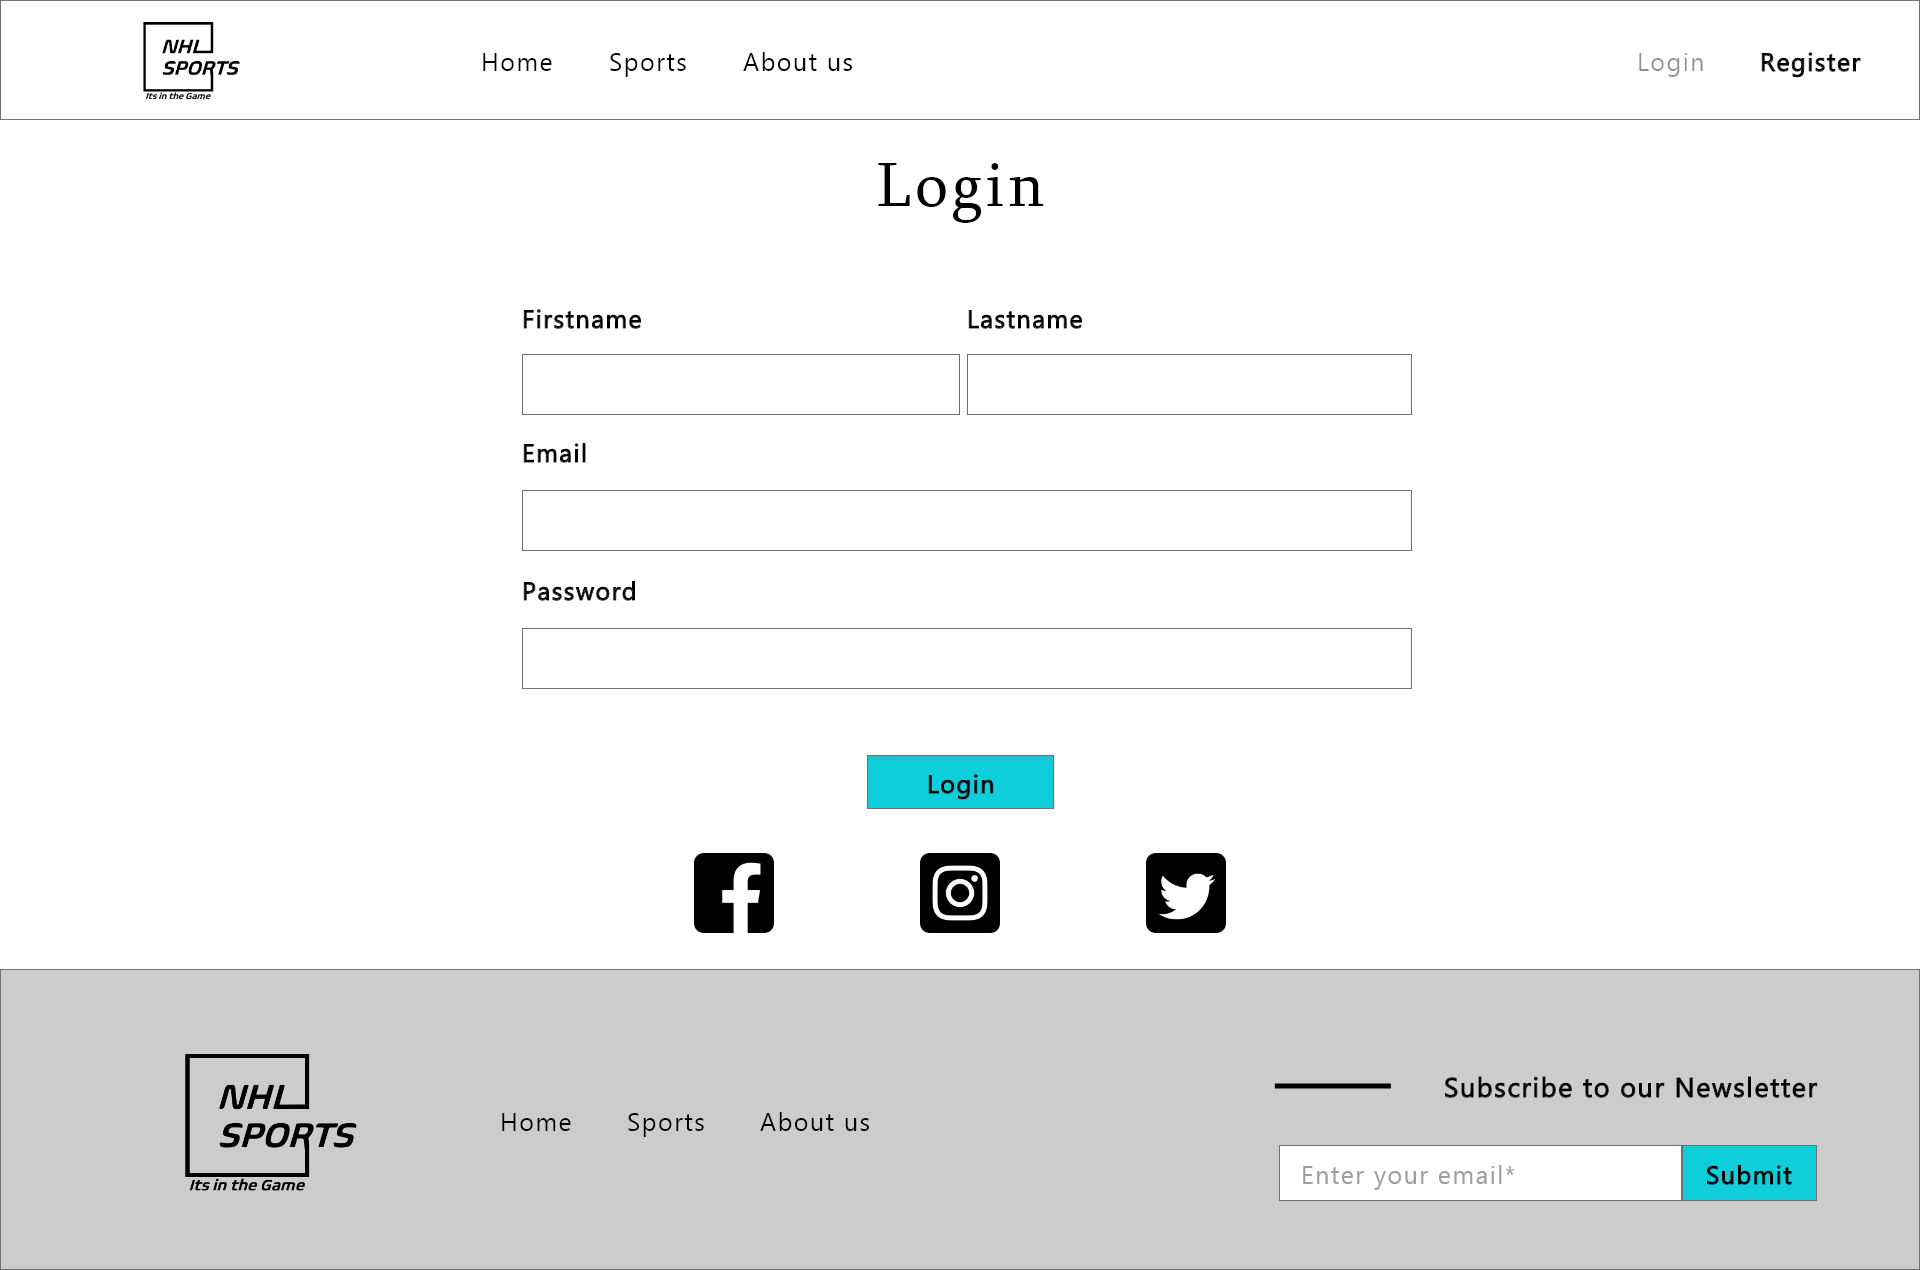 NHL
SPORTS
Its in the Game
Home Sports About us Login Register
Login
Firstname Lastname
Email
Password
Login
NHL
SPORTS
Its in the Game
Home Sports About us
Subscribe to our Newsletter
Enter your email* Submit